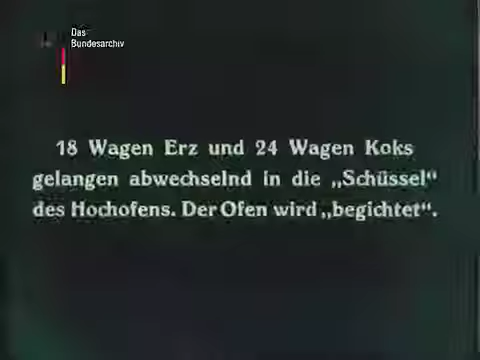 Das
Bundesarchiv
18 Wagen Erz und 24 Wagen Koks
gelangen abwechselnd in die „Schüssel“
des Hochofens. Der Ofen wird „begichtet“.